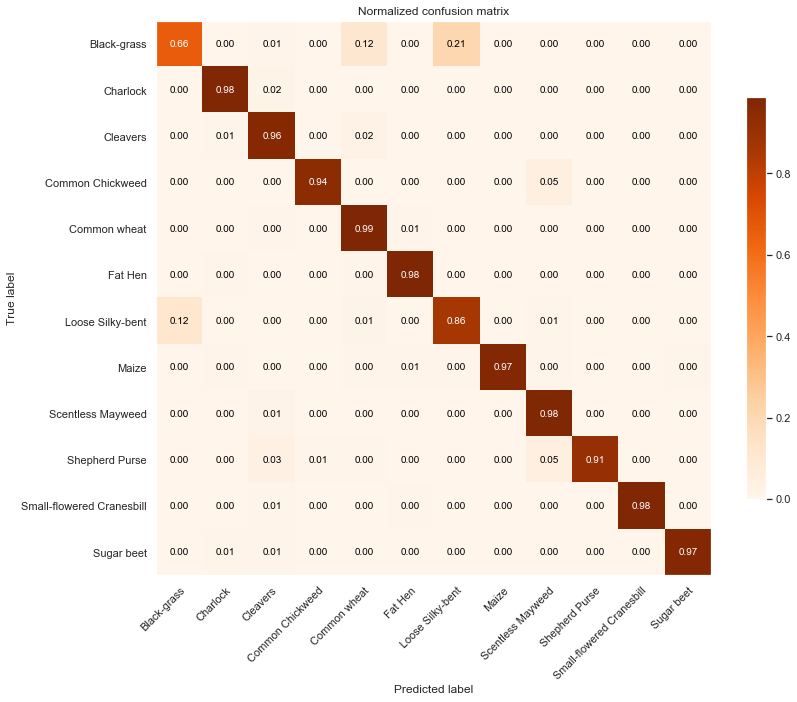 Normalized confusion matrix
True label
Black-grass 0.66 0.00 0.01 0.00 0.12 0.00 0.21 0.00 0.00 0.00 0.00 0.00
Charlock 0.00 0.98 0.02 0.00 0.00 0.00 0.00 0.00 0.00 0.00 0.00 0.00
Cleavers 0.00 0.01 0.96 0.00 0.02 0.00 0.00 0.00 0.00 0.00 0.00 0.00
Common Chickweed 0.00 0.00 0.00 0.94 0.00 0.00 0.00 0.00 0.05 0.00 0.00 0.00
Common wheat 0.00 0.00 0.00 0.00 0.99 0.01 0.00 0.00 0.00 0.00 0.00 0.00
Fat Hen 0.00 0.00 0.00 0.00 0.00 0.98 0.00 0.00 0.00 0.00 0.00 0.00
Loose Silky-bent 0.12 0.00 0.00 0.00 0.01 0.00 0.86 0.00 0.01 0.00 0.00 0.00
Maize 0.00 0.00 0.00 0.00 0.00 0.01 0.00 0.97 0.00 0.00 0.00 0.00
Scentless Mayweed 0.00 0.00 0.01 0.00 0.00 0.00 0.00 0.00 0.98 0.00 0.00 0.00
Shepherd Purse 0.00 0.00 0.03 0.01 0.00 0.00 0.00 0.00 0.05 0.91 0.00 0.00
Small-flowered Cranesbill 0.00 0.00 0.01 0.00 0.00 0.00 0.00 0.00 0.00 0.00 0.98 0.00
Sugar beet 0.00 0.01 0.01 0.00 0.00 0.00 0.00 0.00 0.00 0.00 0.00 0.97
Black-grass
Charlock
Cleavers
Common Chickweed
Common wheat
Fat Hen
Loose Silky-bent
Maize
Scentless Mayweed
Shepherd Purse
Small-flowered Cranesbill
Sugar beet
Predicted label
0.8
0.6
0.4
0.2
0.0